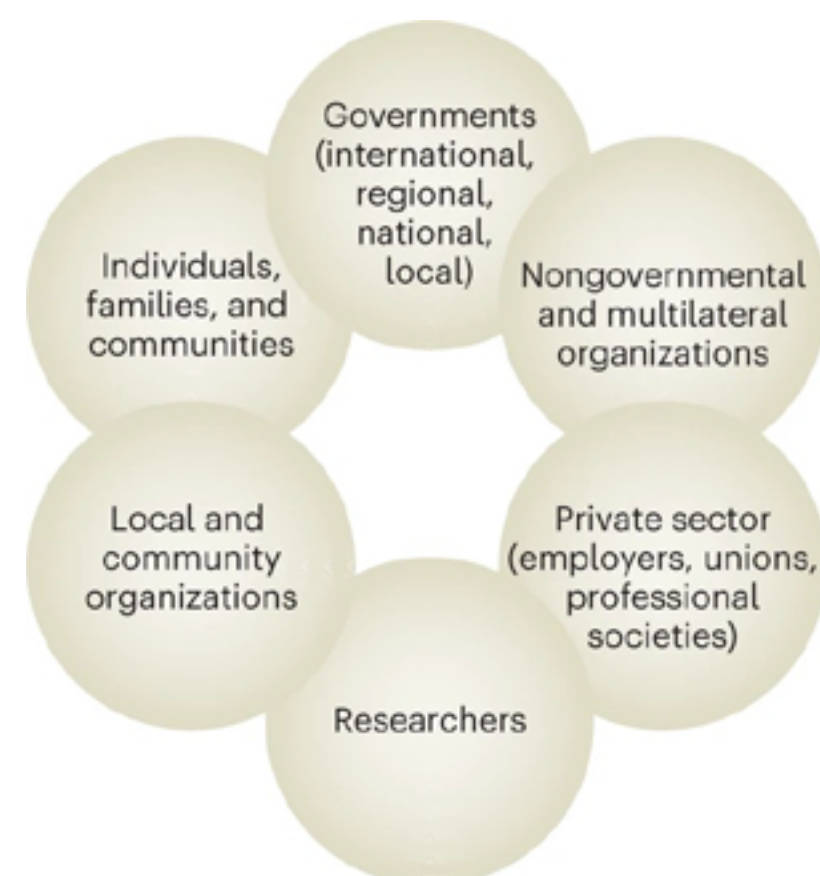 Governments
(international,
regional,
national,
local)
Nongovernmental
and multilateral
organizations
Private sector
(employers, unions,
professional
societies)
Researchers
Local and
community
organizations
Individuals,
families, and
communities